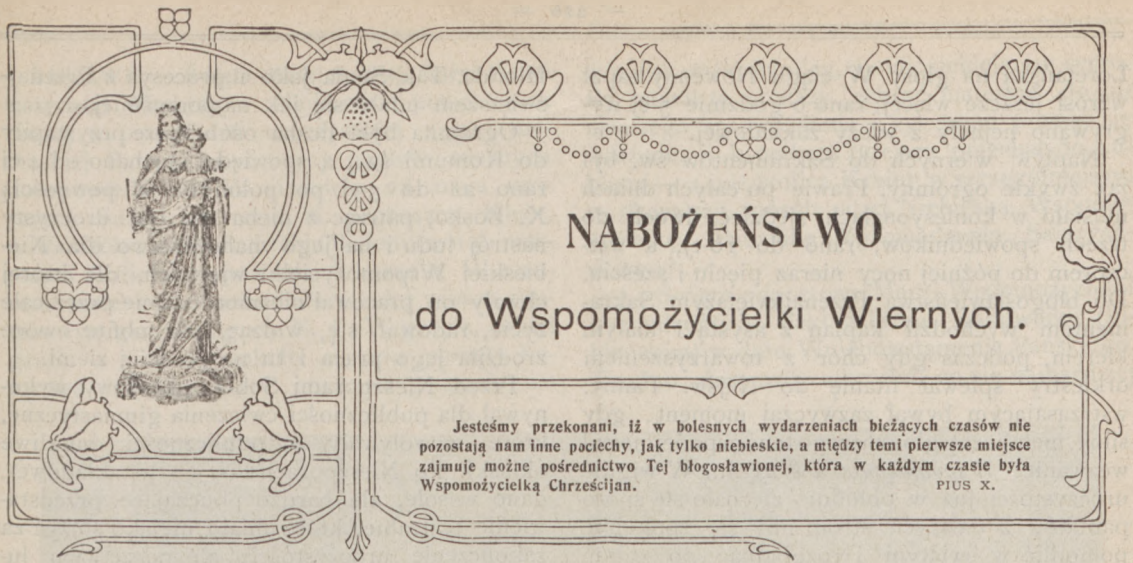 NABOŻEŃSTWO
do Wspomożycielki Wiernych.
Jesteśmy przekonani, iż w bolesnych wydarzeniach bieżących czasów nie
pozostają nam inne pociechy, jak tylko niebieskie, a między temi pierwsze miejsce
zajmuje możne pośrednictwo Tej błogosławionej, która w każdym czasie była
Wspomożycielką Chrześcijan. PIUS X.